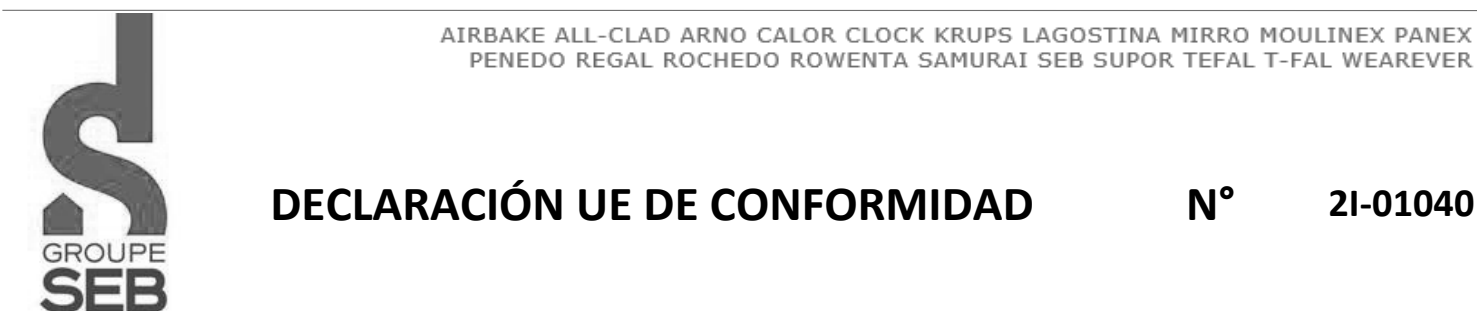 AIRBAKE ALL-CLAD ARNO CALOR CLOCK KRUPS LAGOSTINA MIRRO MOULINEX PANEX
PENEDO REGAL ROCHEDO ROWENTA SAMURAI SEB SUPOR TEFAL T-FAL WEAREVER
DECLARACIÓN UE DE CONFORMIDAD N° 2I-01040
GROUPE
SEB